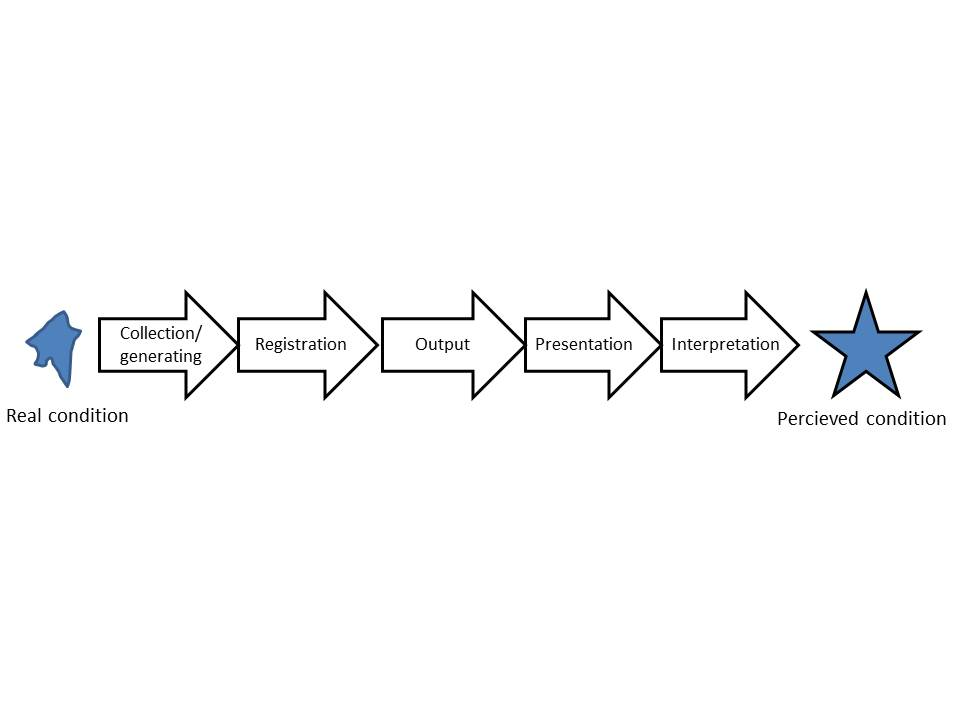 Collection/
generating
Registration
Output
Presentation
Interpretation
Real condition
Percieved condition